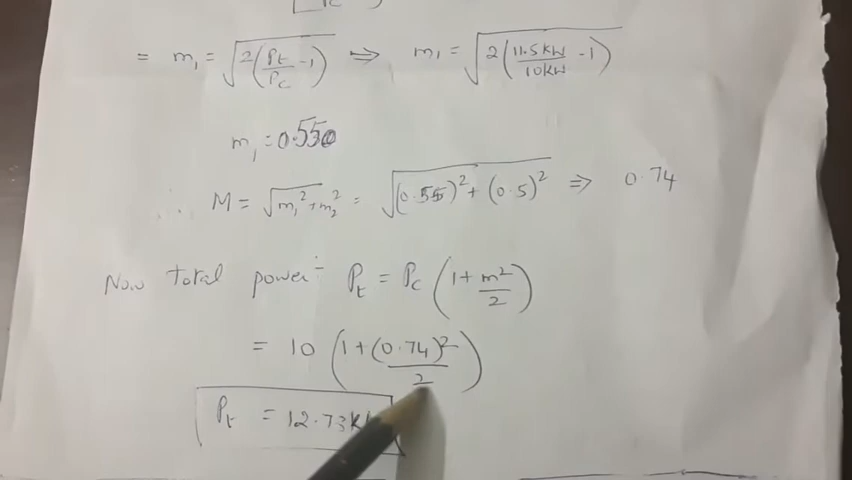 = m₁ = √(2(Pt/Pc - 1)) ⇒ m₁ = √(2(11.5kW/10kW - 1))
m₁ = 0.550
∴ M = √(m₁² + m₂²) = √((0.55)² + (0.5)²) ⇒ 0.74
Now total power:- Pt = Pc (1 + m²/2)
= 10 (1 + (0.74)²/2)
Pt = 12.73k